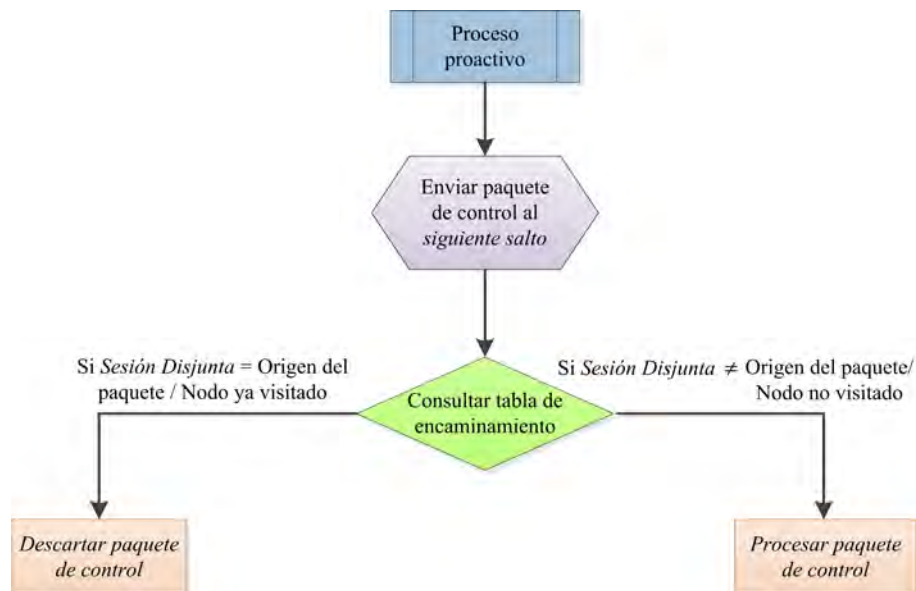 Proceso
proactivo
Enviar paquete
de control al
siguiente salto
Si Sesión Disjunta = Origen del
paquete / Nodo ya visitado
Si Sesión Disjunta ≠ Origen del paquete/
Nodo no visitado
Consultar tabla de
encaminamiento
Descartar paquete
de control
Procesar paquete
de control